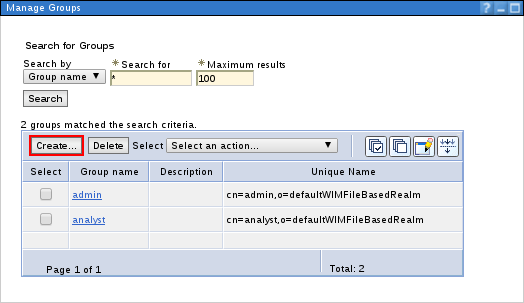 Manage Groups
Search for Groups
Search by
Search for
Maximum results
Group name
*
100
Search
2 groups matched the search criteria.
Create...
Delete
Select
Select an action...
Select
Group name
Description
Unique Name
admin
cn=admin,o=defaultWIMFileBasedRealm
analyst
cn=analyst,o=defaultWIMFileBasedRealm
Page 1 of 1
Total: 2